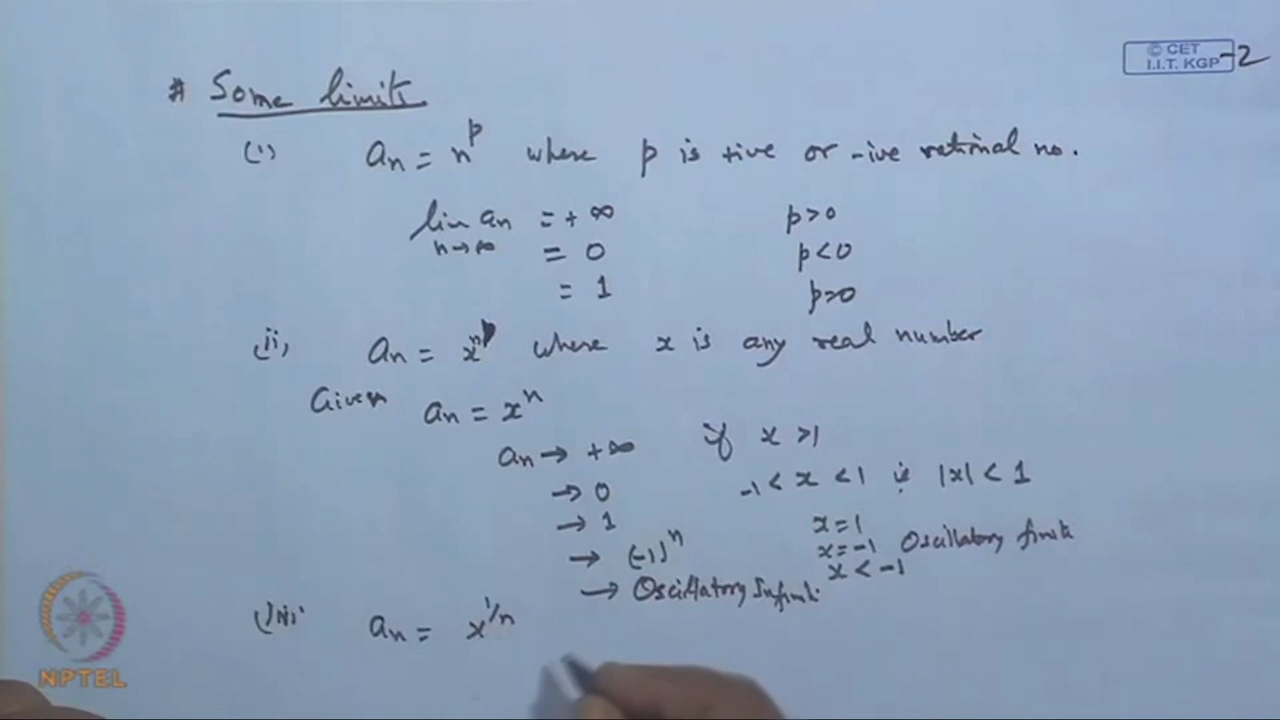 © CET
I.I.T. KGP -2
# Some limits
(i) an = n^p where p is +ive or -ive rational no.
lim an = + ∞ p>0
n→∞ = 0 p<0
= 1 p=0
(ii) an = x^n where x is any real number
Given an = x^n
an → +∞ if x >1
→ 0 -1 < x < 1 ie |x| < 1
→ 1 x=1
→ (-1)^n x=-1 Oscillatory finite
→ Oscillatory Infinite x < -1
(iii) an = x^1/n
NPTEL